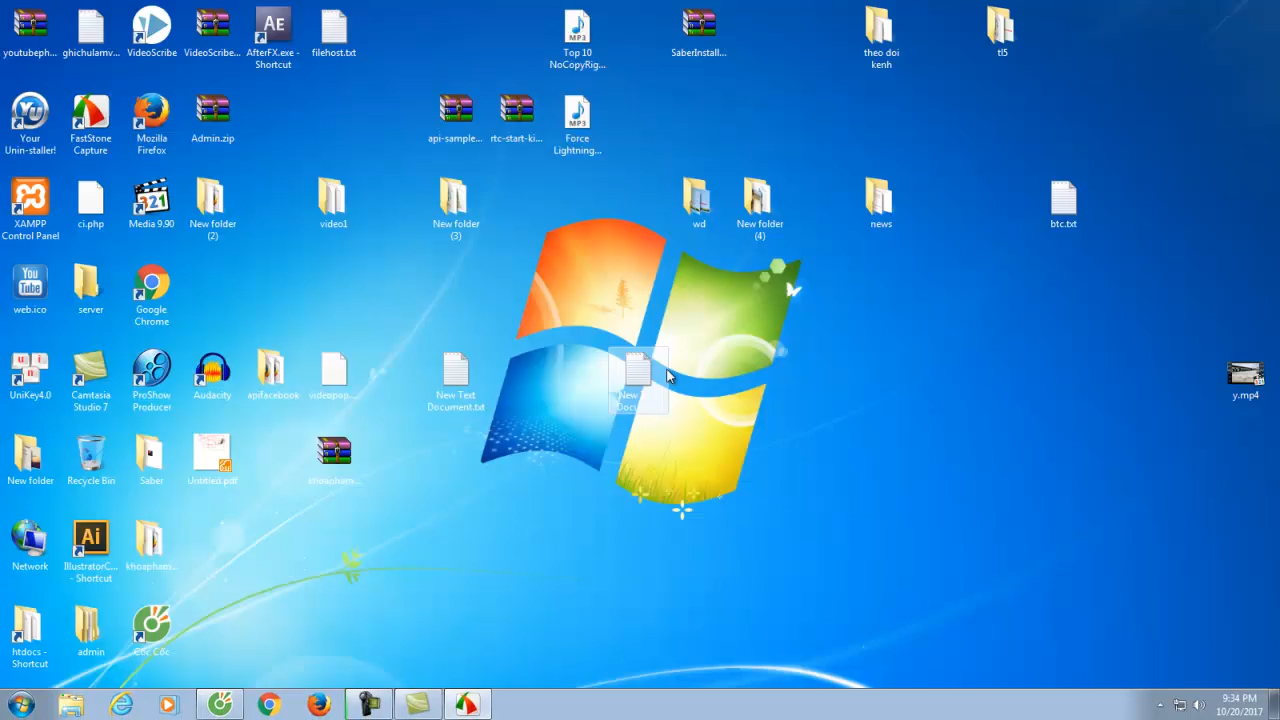 youtubeph...
ghichulamv...
VideoScribe
VideoScribe...
AfterFX.exe -
Shortcut
filehost.txt
Top 10
NoCopyRig...
SaberInstall...
theo doi
kenh
tl5
Your
Unin-staller!
FastStone
Capture
Mozilla
Firefox
Admin.zip
api-sample...
rtc-start-ki...
Force
Lightning...
XAMPP
Control Panel
ci.php
Media 9.90
New folder
(2)
video1
New folder
(3)
wd
New folder
(4)
news
btc.txt
web.ico
server
Google
Chrome
UniKey4.0
Camtasia
Studio 7
ProShow
Producer
Audacity
apifacebook
videopop...
New Text
Document.txt
New
Docu
y.mp4
New folder
Recycle Bin
Saber
Untitled.pdf
khoapham...
Network
IllustratorC...
- Shortcut
khoapham...
htdocs -
Shortcut
admin
Cốc Cốc
9:34 PM
10/20/2017